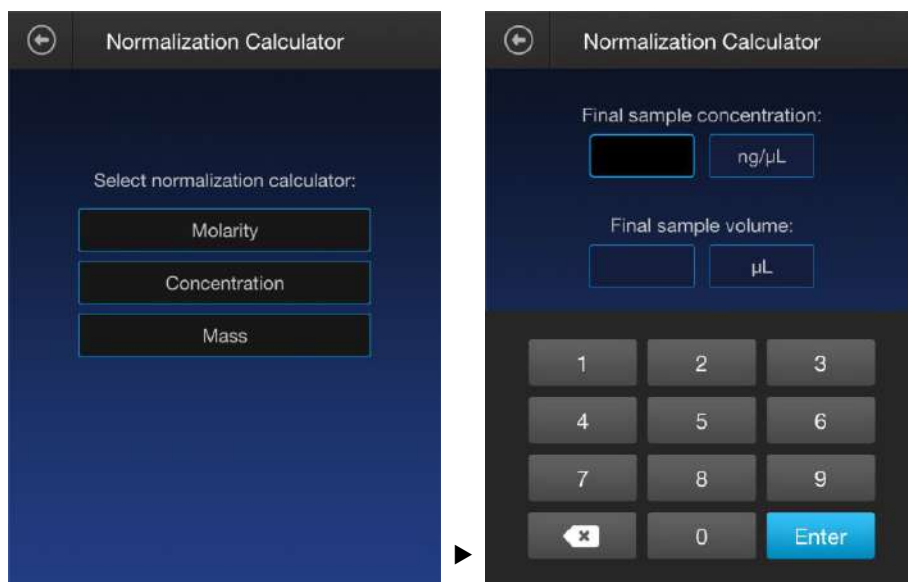 Normalization Calculator
Select normalization calculator:
Molarity
Concentration
Mass
Normalization Calculator
Final sample concentration:
ng/µL
Final sample volume:
µL
1 2 3
4 5 6
7 8 9
0 Enter